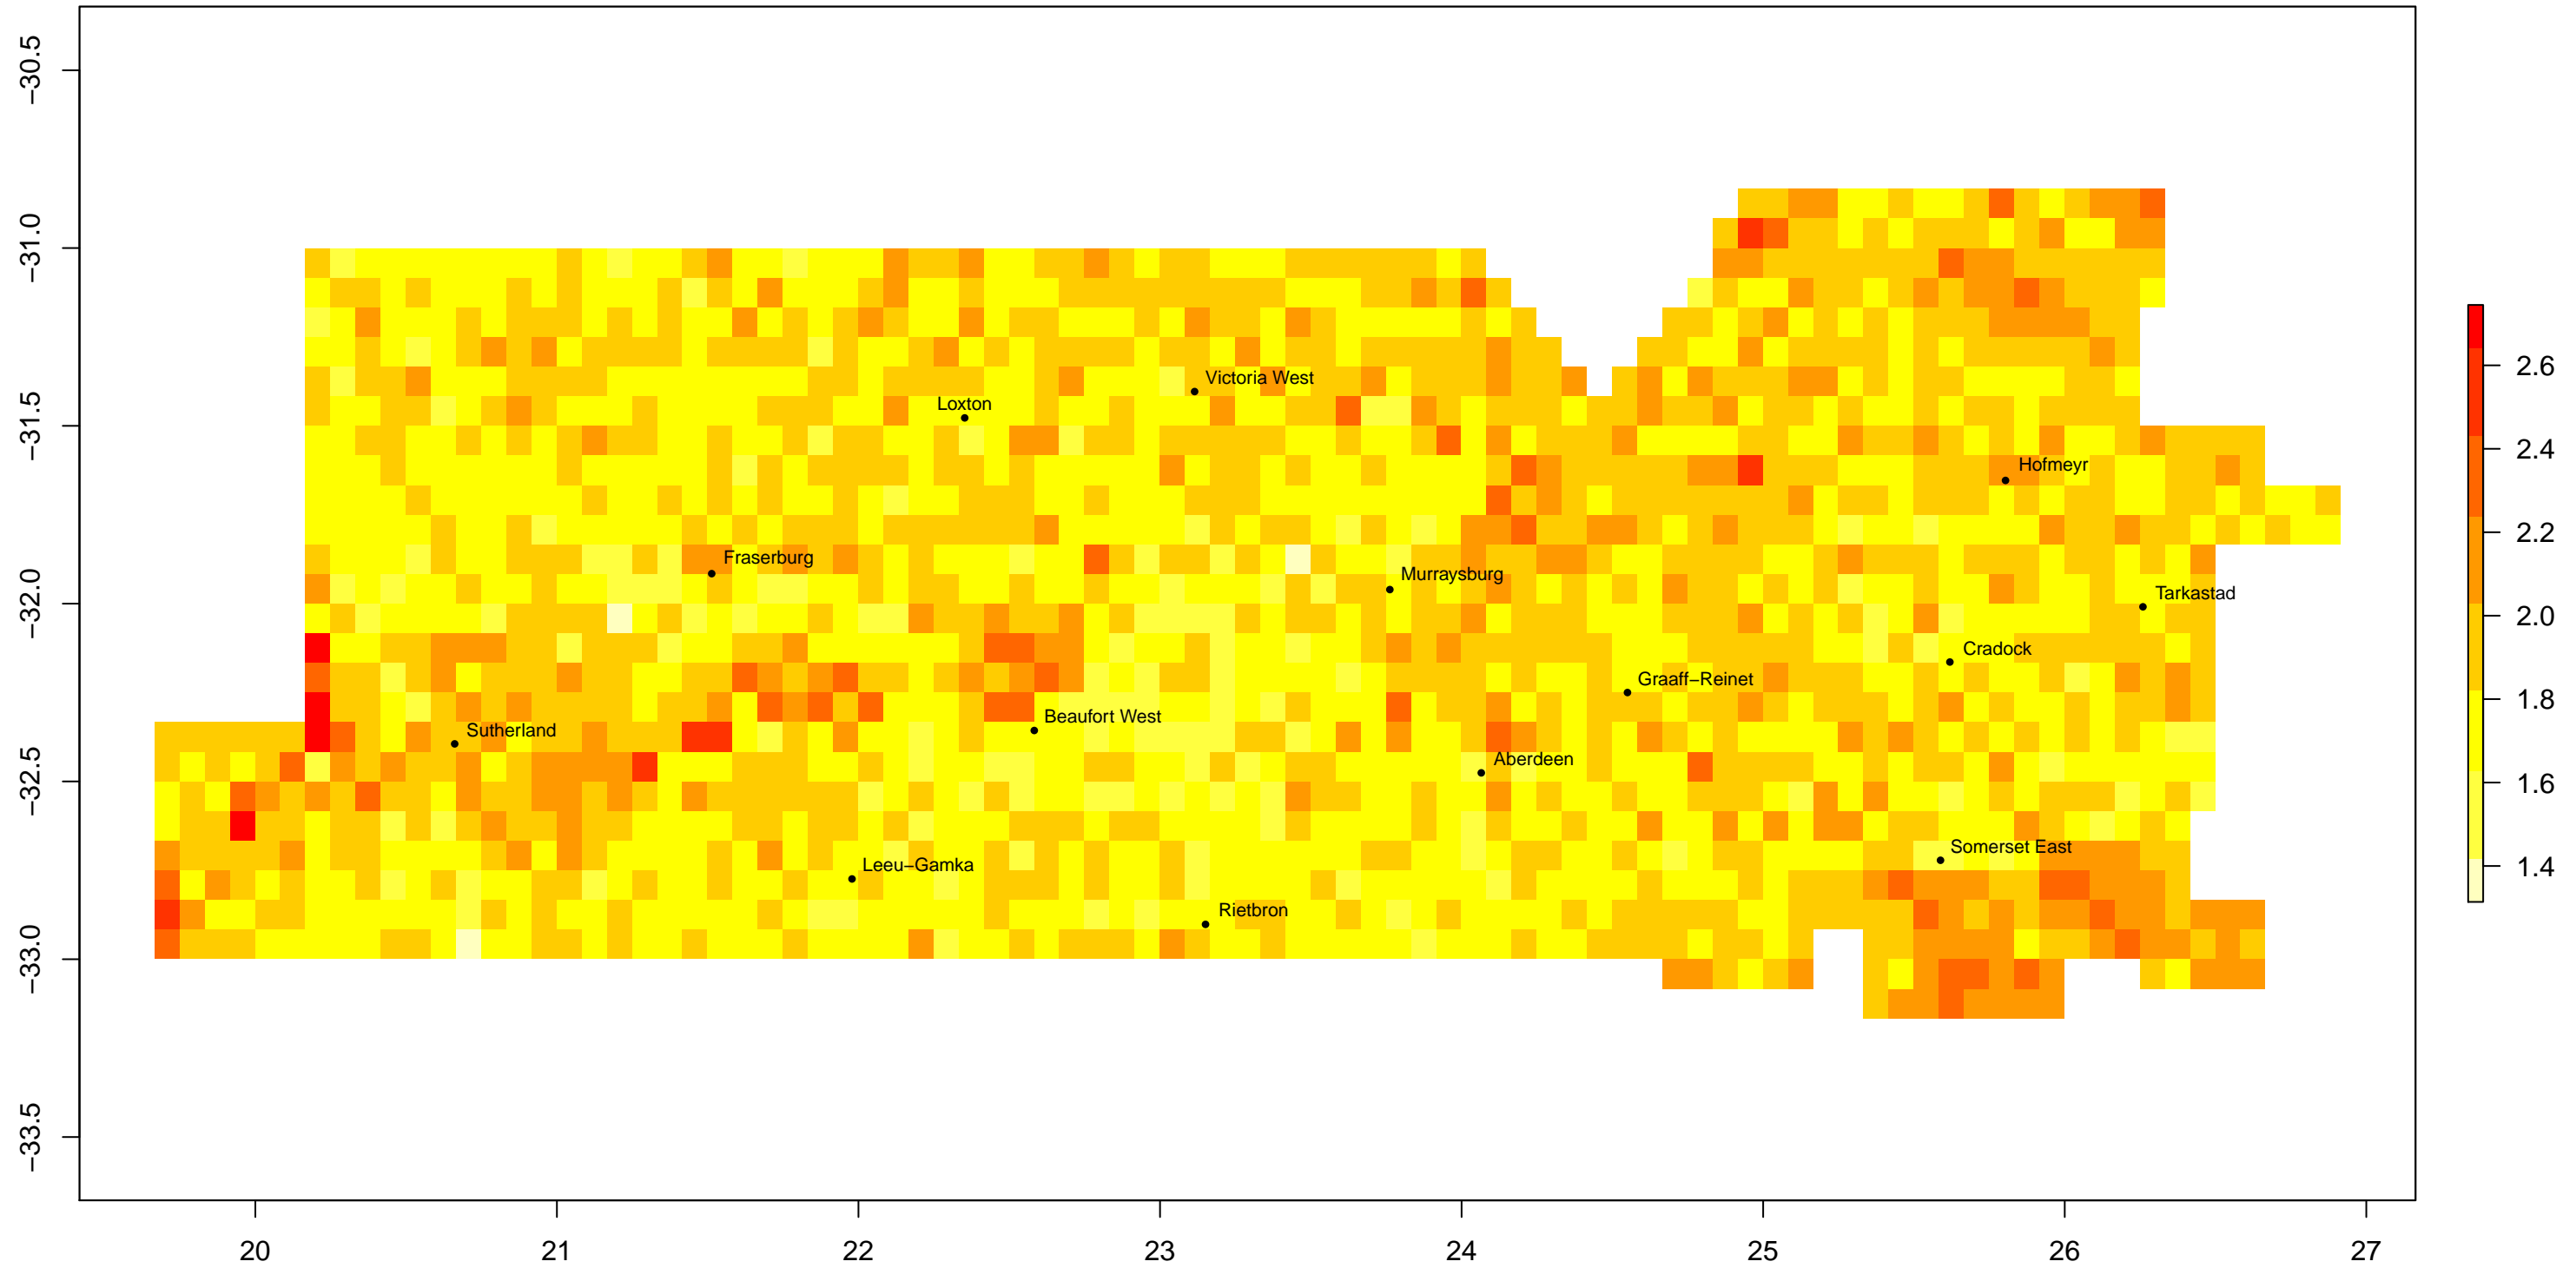 −30.5
−31.0
−31.5
−32.0
−32.5
−33.0
−33.5
Victoria West
Loxton
Hofmeyr
Fraserburg
Murraysburg
Tarkastad
Cradock
Graaff−Reinet
Beaufort West
Sutherland
Aberdeen
Somerset East
Leeu−Gamka
Rietbron
2.6
2.4
2.2
2.0
1.8
1.6
1.4
20 21 22 23 24 25 26 27